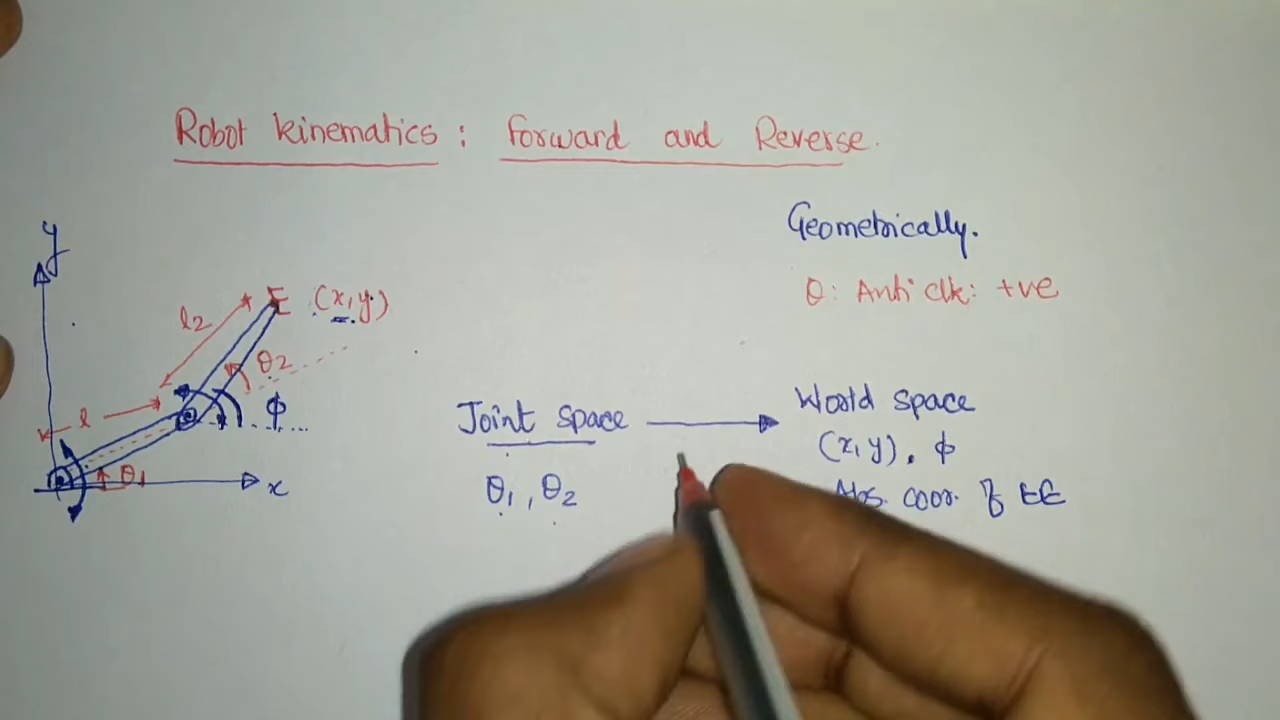 Robot kinematics : forward and Reverse.
Geometrically.
θ : Anti clk : +ve
y
E (x, y)
l2
θ2
l
ϕ
θ1
x
Joint space
θ1 , θ2
World space
(x, y), ϕ
Abs. coor. of EE